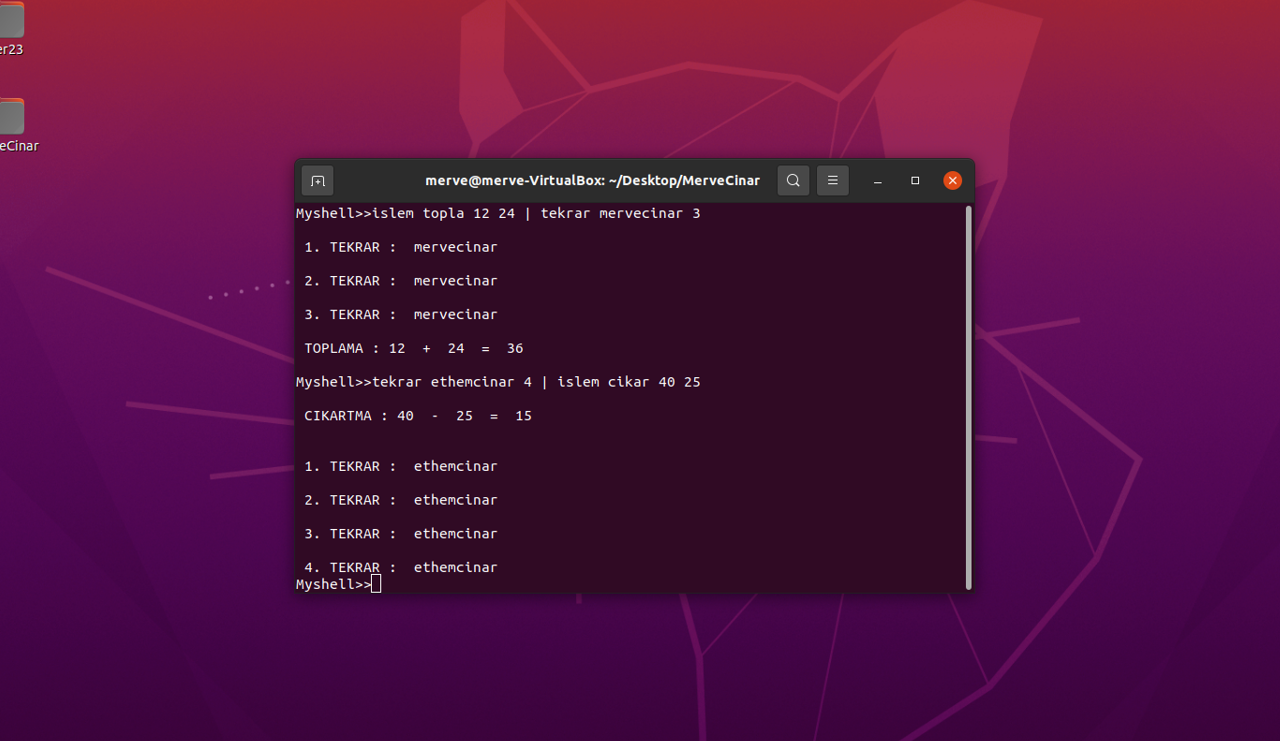 er23
eCinar
merve@merve-VirtualBox: ~/Desktop/MerveCinar
Myshell>>islem topla 12 24 | tekrar mervecinar 3
1. TEKRAR :  mervecinar
2. TEKRAR :  mervecinar
3. TEKRAR :  mervecinar
TOPLAMA : 12  +  24  =  36
Myshell>>tekrar ethemcinar 4 | islem cikar 40 25
CIKARTMA : 40  -  25  =  15
1. TEKRAR :  ethemcinar
2. TEKRAR :  ethemcinar
3. TEKRAR :  ethemcinar
4. TEKRAR :  ethemcinar
Myshell>>